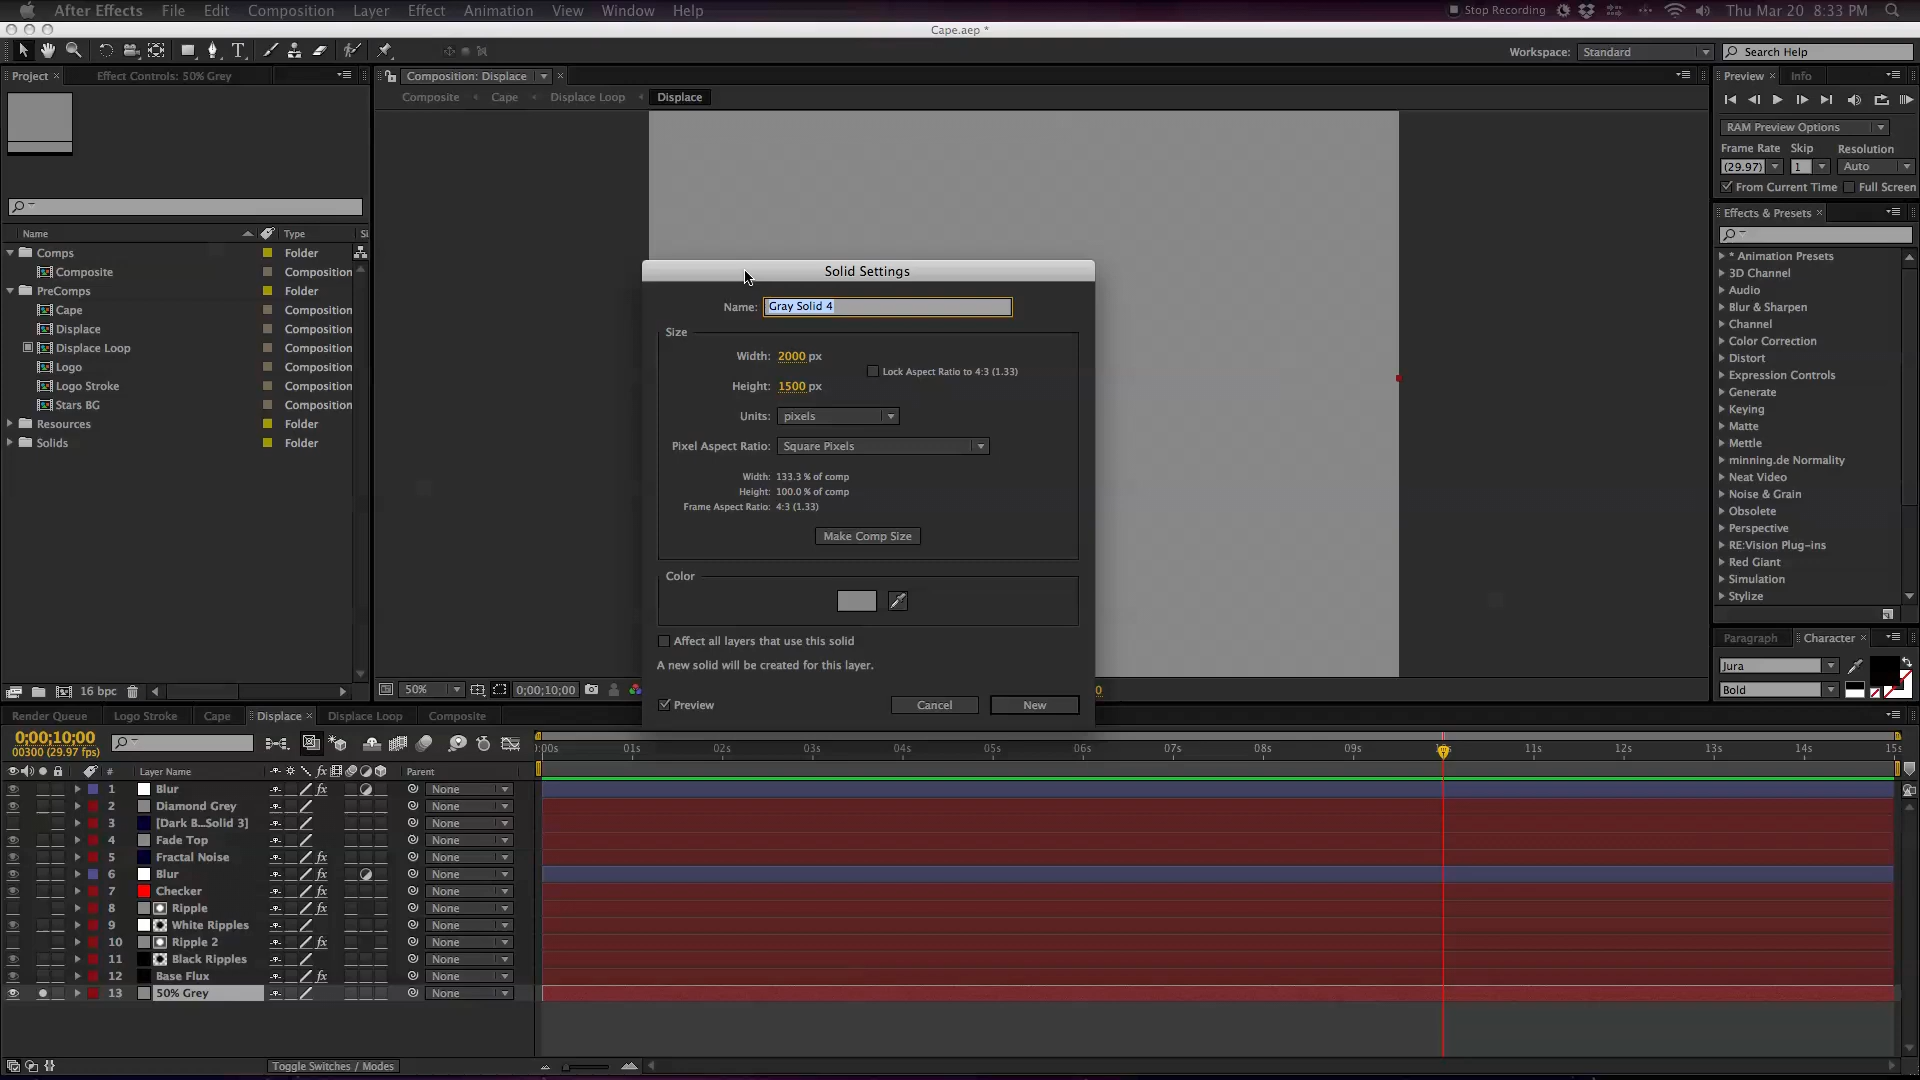 After Effects File Edit Composition Layer Effect Animation View Window Help Stop Recording Thu Mar 20 8:33 PM
Cape.aep *
T Workspace: Standard Search Help
Project × Effect Controls: 50% Grey Composition: Displace × Preview × Info
Composite Cape Displace Loop Displace
RAM Preview Options
Frame Rate Skip Resolution
(29.97) 1 Auto
From Current Time Full Screen
Effects & Presets ×
Name Type Si
Comps Folder
Composite Composition
PreComps Folder
Cape Composition
Displace Composition
Displace Loop Composition
Logo Composition
Logo Stroke Composition
Stars BG Composition
Resources Folder
Solids Folder
16 bpc
Solid Settings
Name: Gray Solid 4
Size
Width: 2000 px
Lock Aspect Ratio to 4:3 (1.33)
Height: 1500 px
Units: pixels
Pixel Aspect Ratio: Square Pixels
Width: 133.3 % of comp
Height: 100.0 % of comp
Frame Aspect Ratio: 4:3 (1.33)
Make Comp Size
Color
Affect all layers that use this solid
A new solid will be created for this layer.
Preview Cancel New
50% 0;00;10;00
* Animation Presets
3D Channel
Audio
Blur & Sharpen
Channel
Color Correction
Distort
Expression Controls
Generate
Keying
Matte
Mettle
minning.de Normality
Neat Video
Noise & Grain
Obsolete
Perspective
RE:Vision Plug-ins
Red Giant
Simulation
Stylize
Paragraph Character ×
Jura
Bold
Render Queue Logo Stroke Cape Displace × Displace Loop Composite
0;00;10;00
00300 (29.97 fps)
:00s 01s 02s 03s 04s 05s 06s 07s 08s 09s 11s 12s 13s 14s 15s
# Layer Name fx Parent
1 Blur fx None
2 Diamond Grey None
3 [Dark B...Solid 3] None
4 Fade Top None
5 Fractal Noise fx None
6 Blur fx None
7 Checker fx None
8 Ripple fx None
9 White Ripples None
10 Ripple 2 fx None
11 Black Ripples None
12 Base Flux fx None
13 50% Grey None
Toggle Switches / Modes